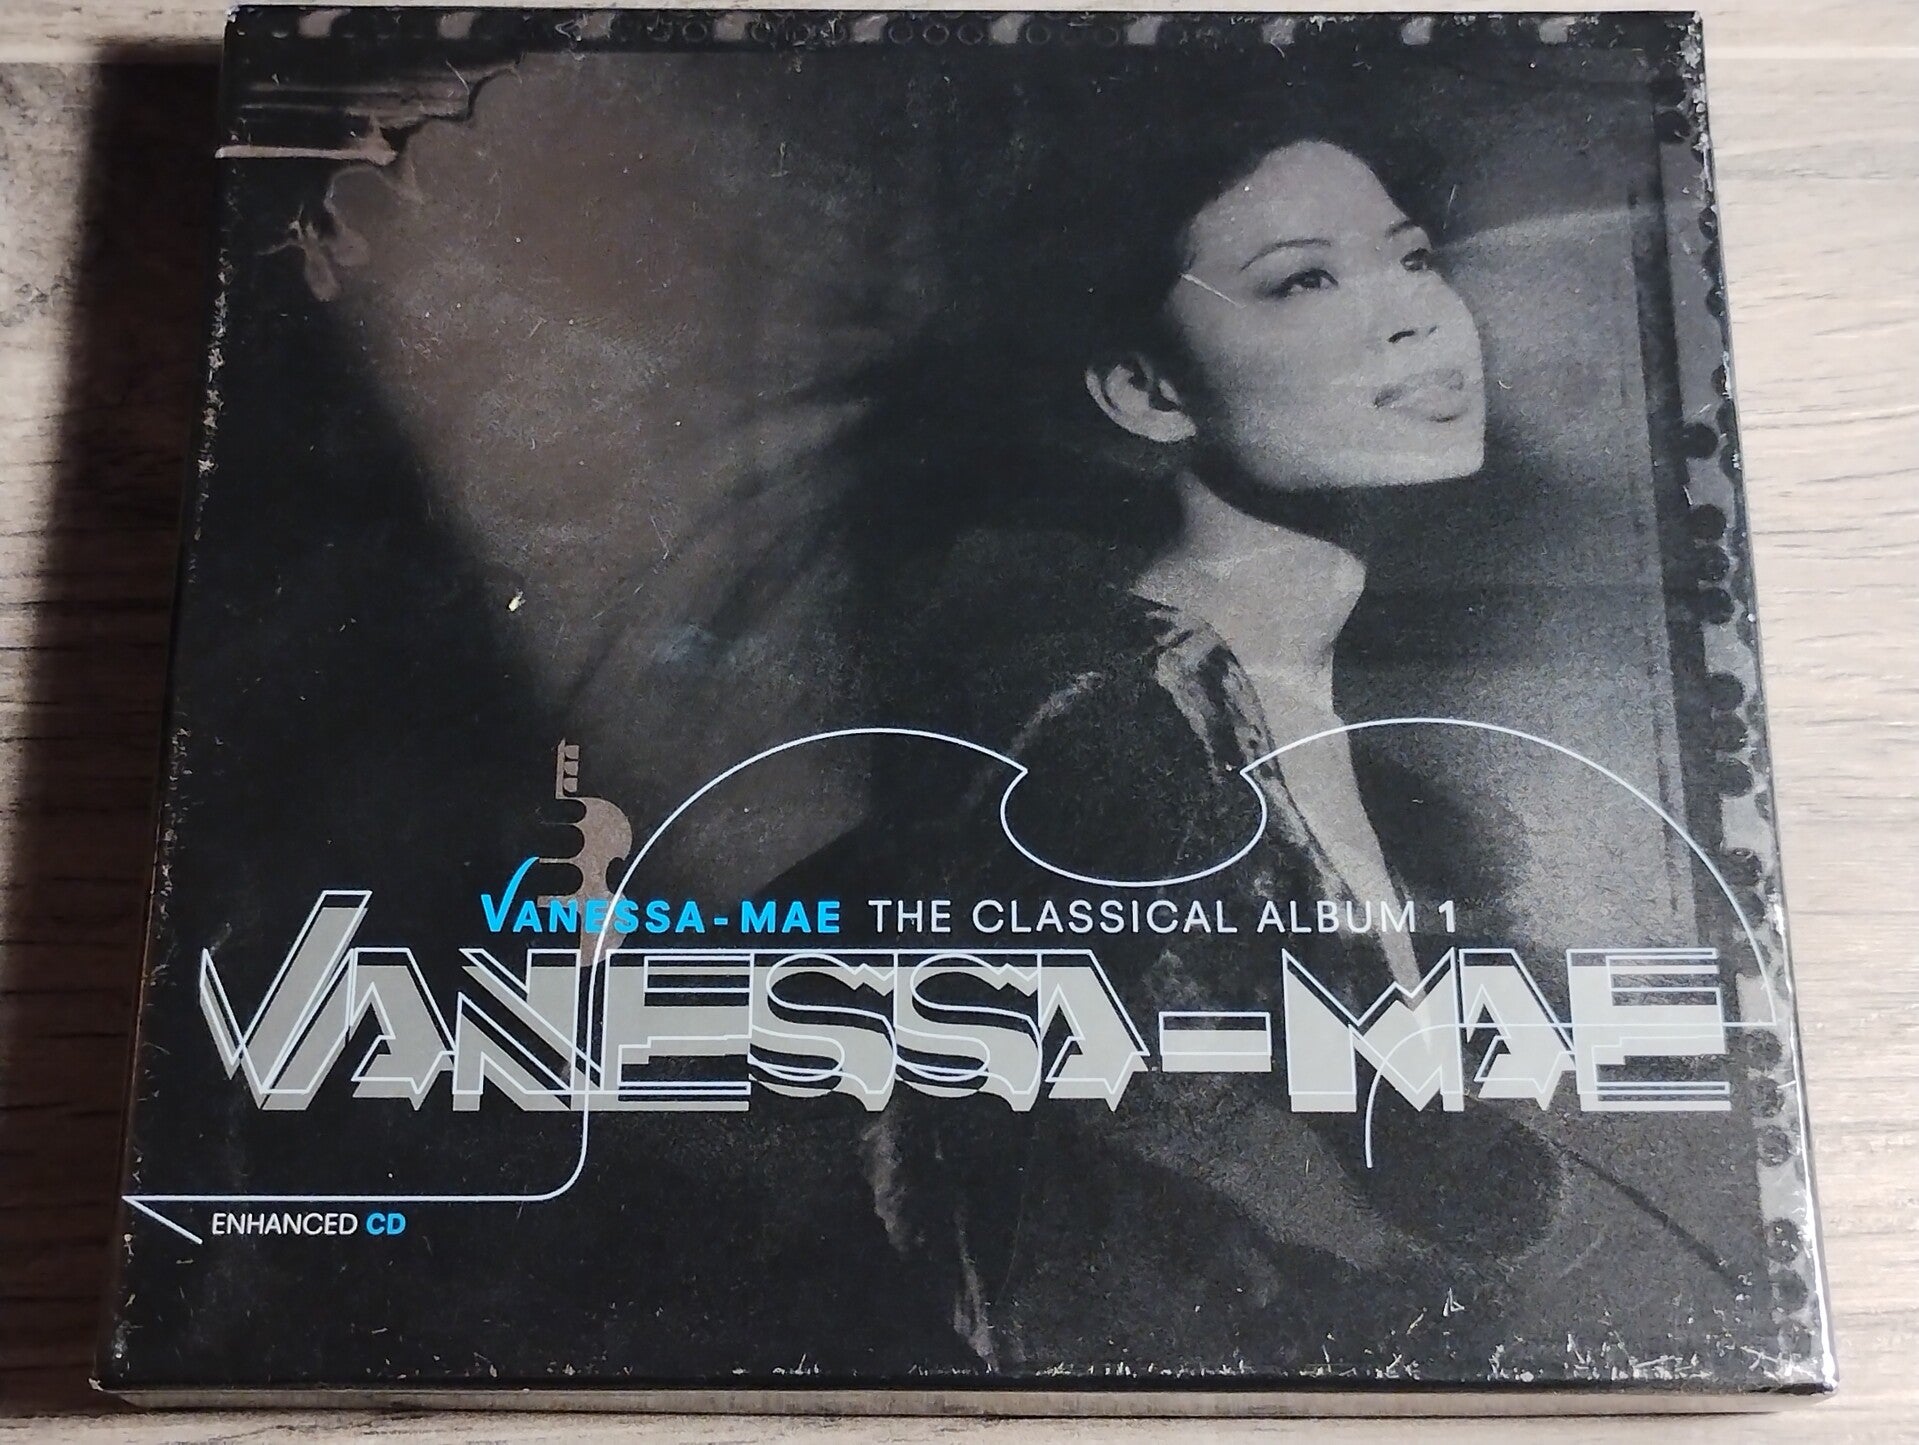 VANESSA-MAE THE CLASSICAL ALBUM 1
VANESSA-MAE
ENHANCED CD